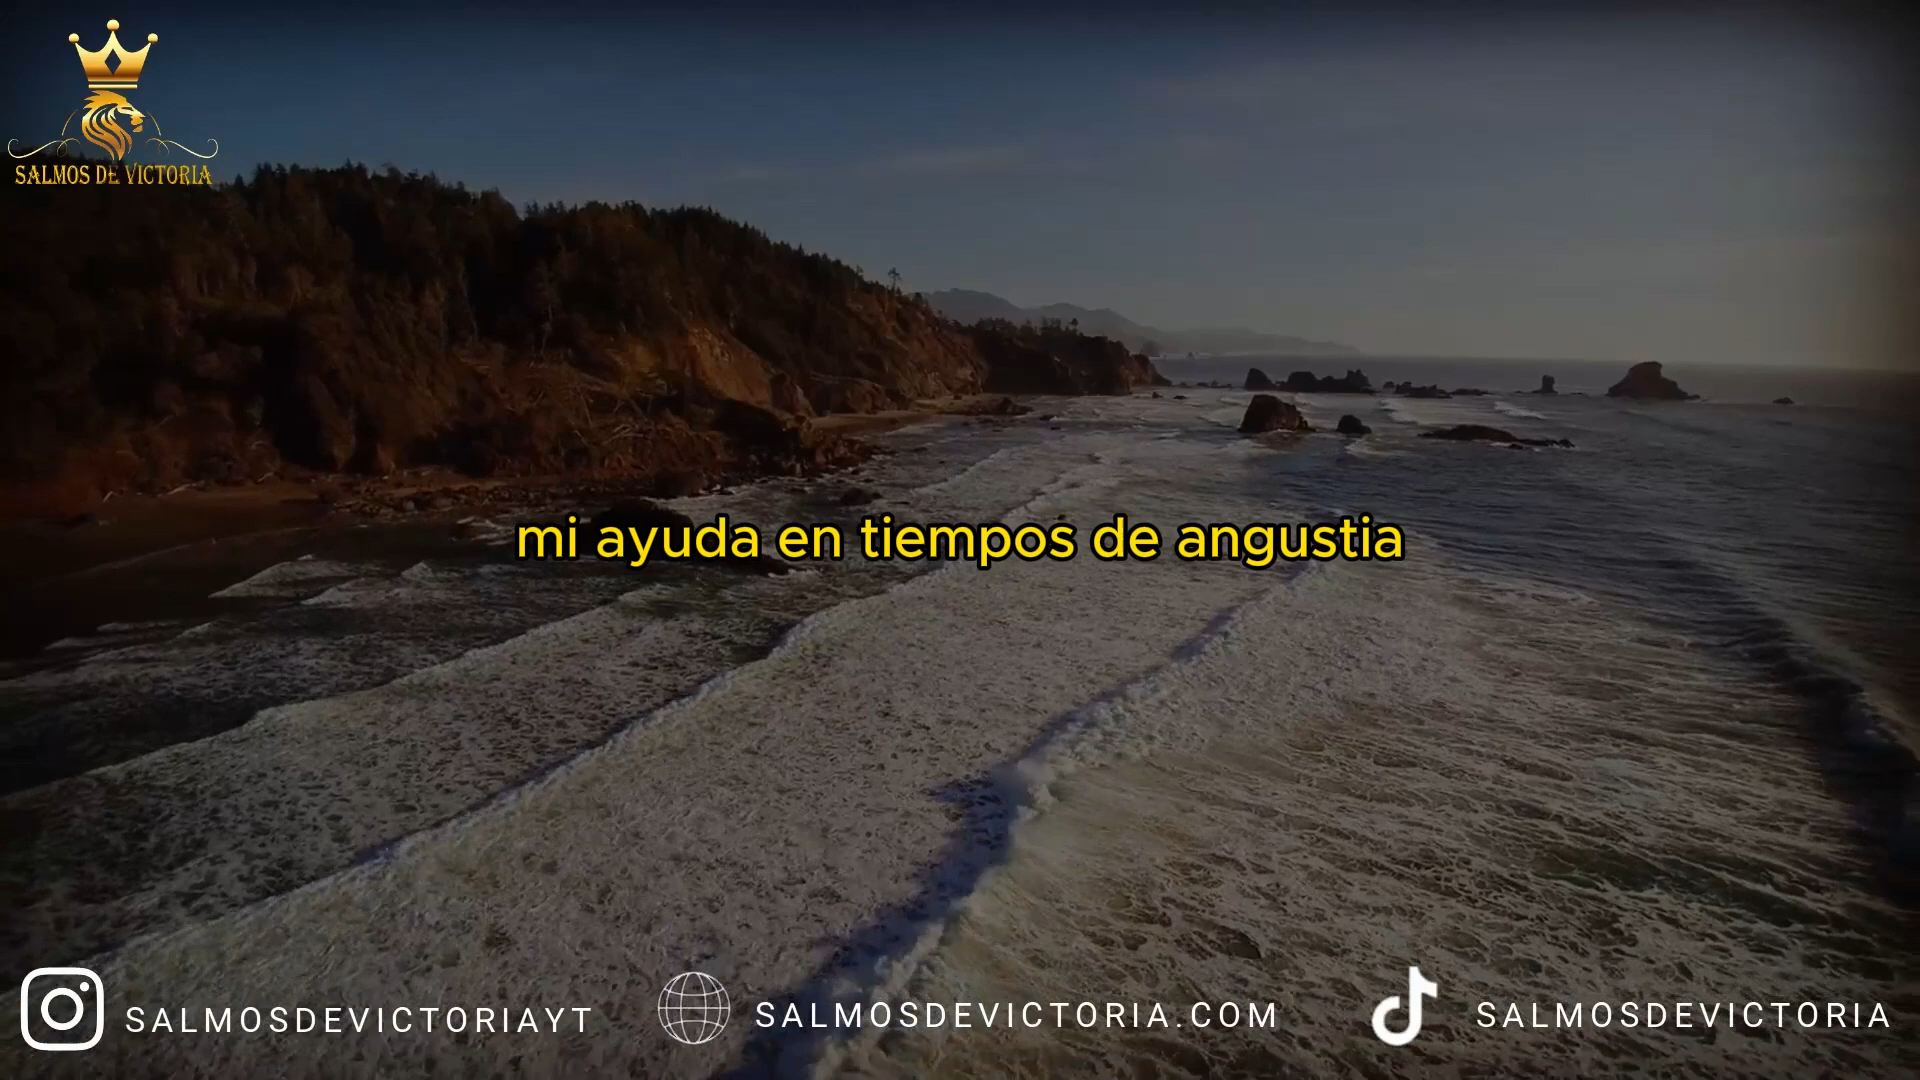 SALMOS DE VICTORIA
mi ayuda en tiempos de angustia
SALMOSDEVICTORIAYT
SALMOSDEVICTORIA.COM
SALMOSDEVICTORIA